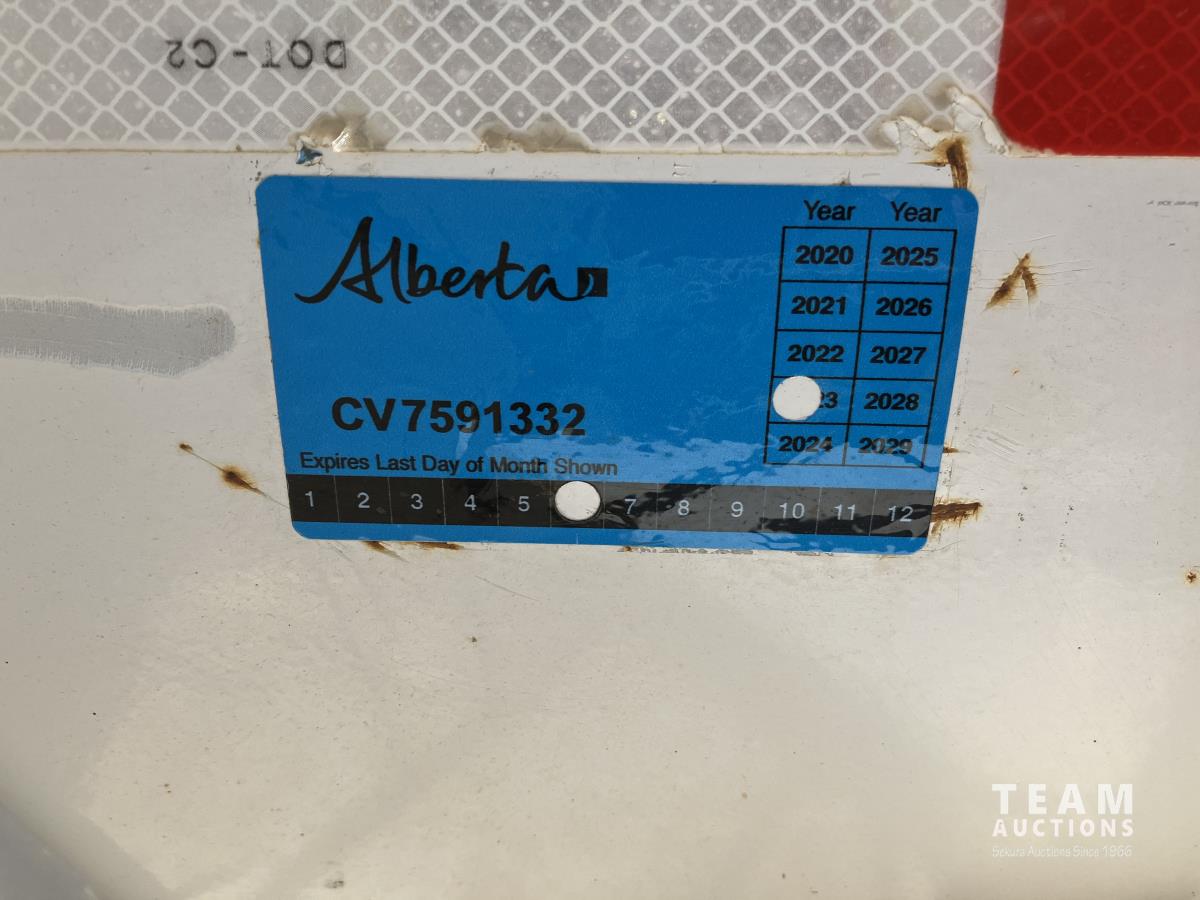 DOT-C2
Alberta
Year Year
2020 2025
2021 2026
2022 2027
3 2028
2024 2029
CV7591332
Expires Last Day of Month Shown
1 2 3 4 5 7 8 9 10 11 12
TEAM
AUCTIONS
Sekura Auctions Since 1966